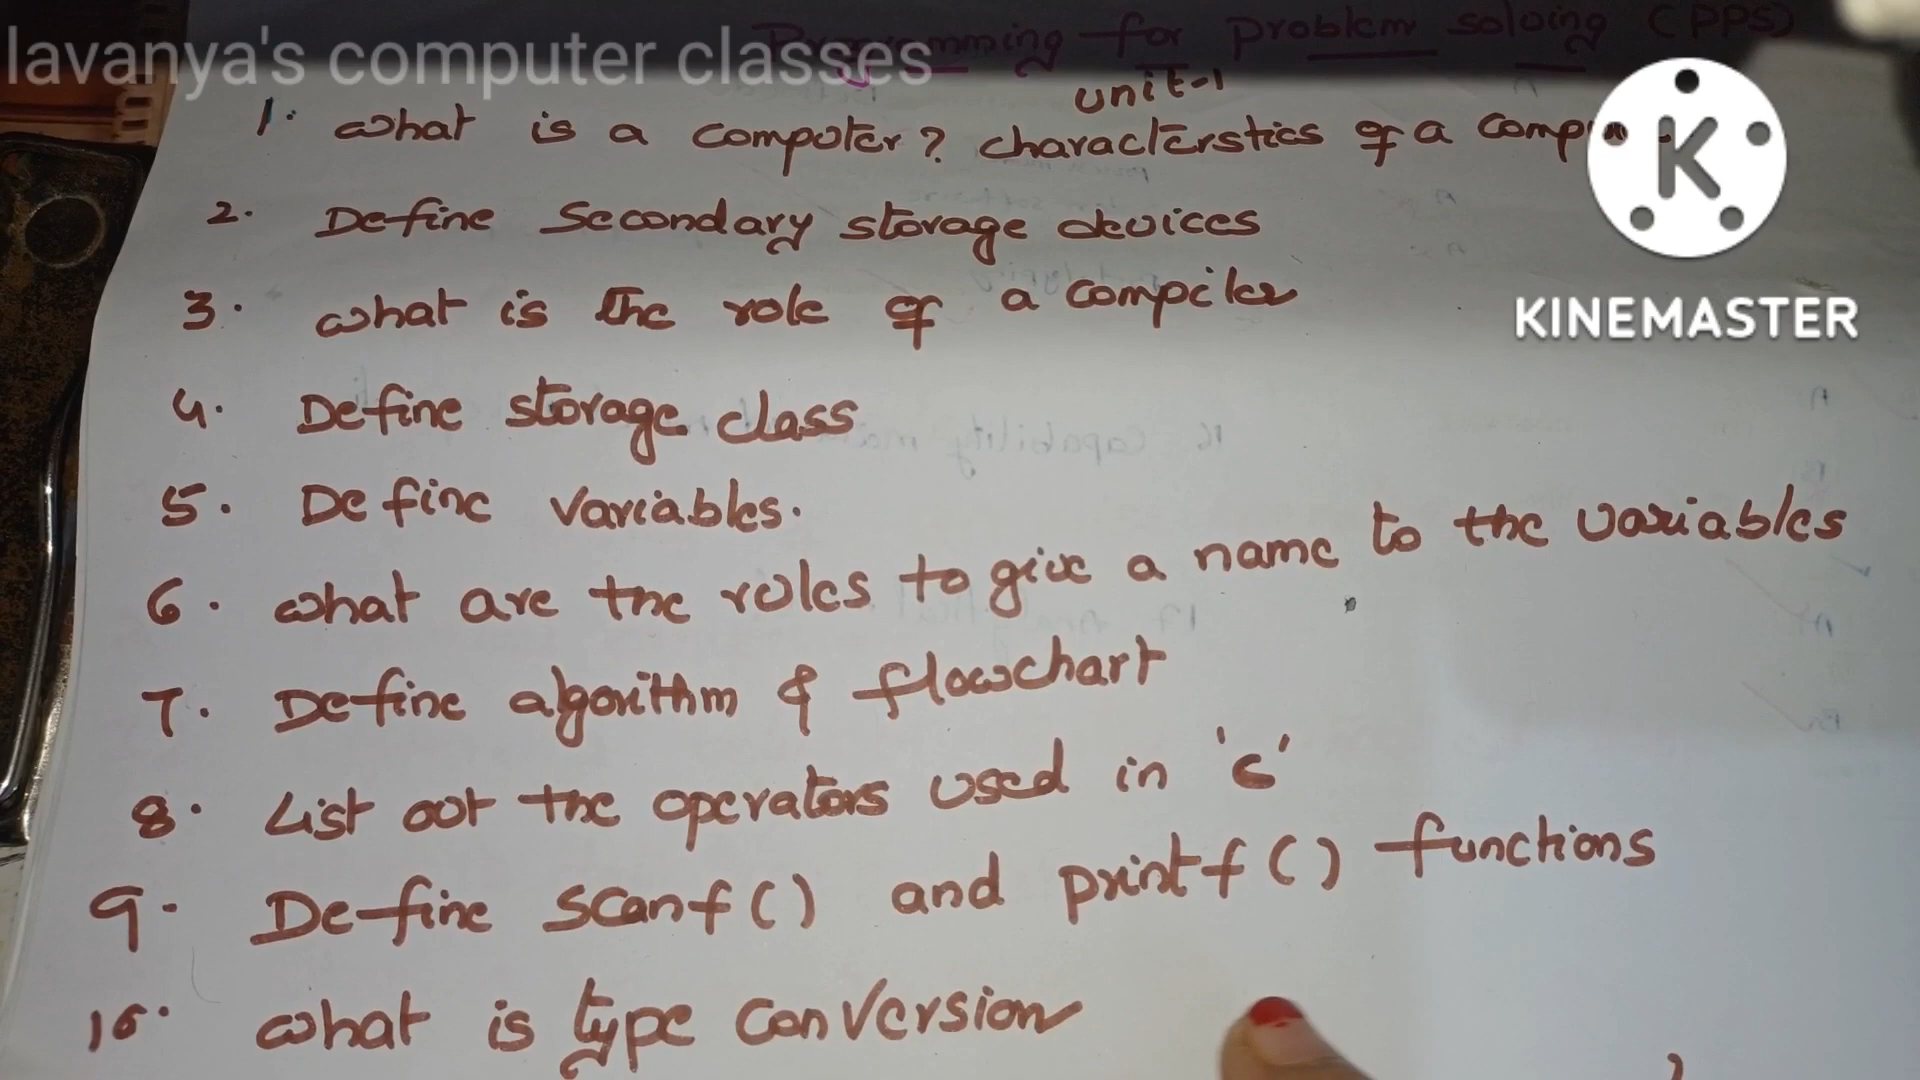 Programming for problem solving (PPS)
lavanya's computer classes
unit-1
1. what is a computer? characterstics of a comp
2. Define Secondary storage devices
3. what is the role of a compiler
4. Define storage class
5. Define variables.
6. what are the rules to give a name to the variables
7. Define algorithm & flowchart
8. List out the operators used in 'c'
9. Define scanf() and printf() functions
10. what is type conversion
K
KINEMASTER